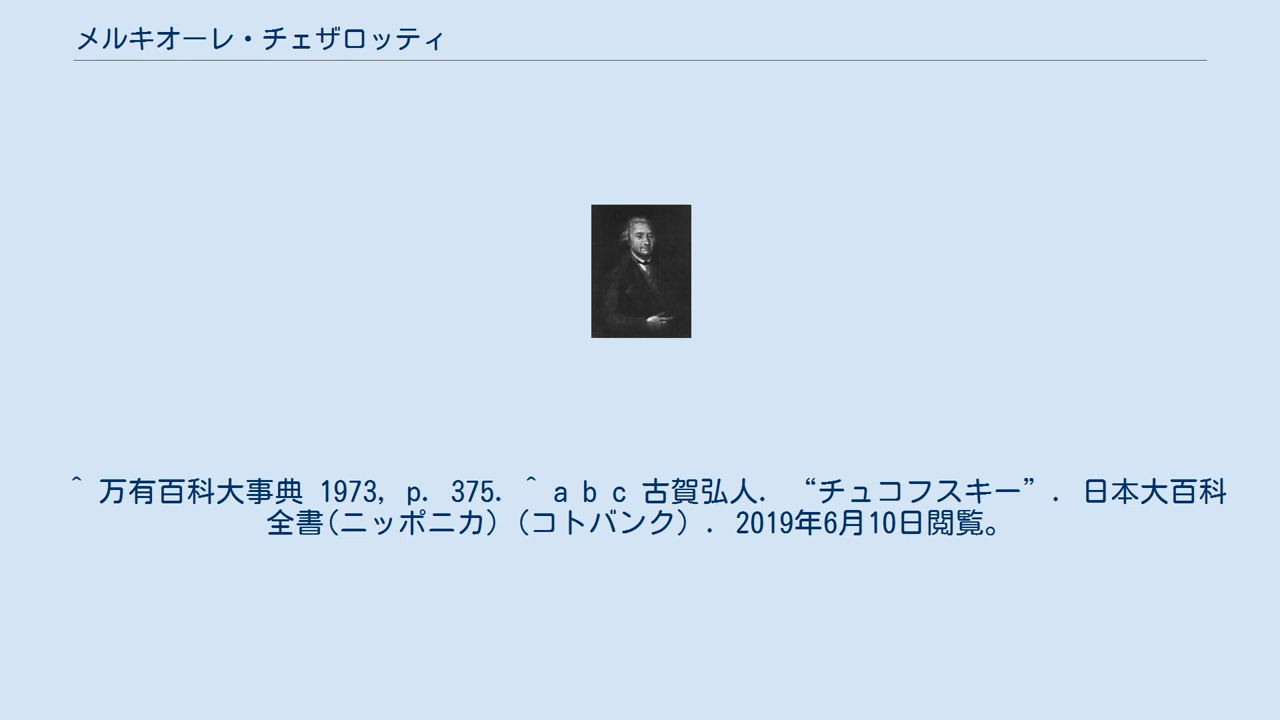 メルキオーレ・チェザロッティ
^ 万有百科大事典 1973, p. 375. ^ a b c 古賀弘人. “チュコフスキー”. 日本大百科
全書(ニッポニカ) (コトバンク) . 2019年6月10日閲覧。